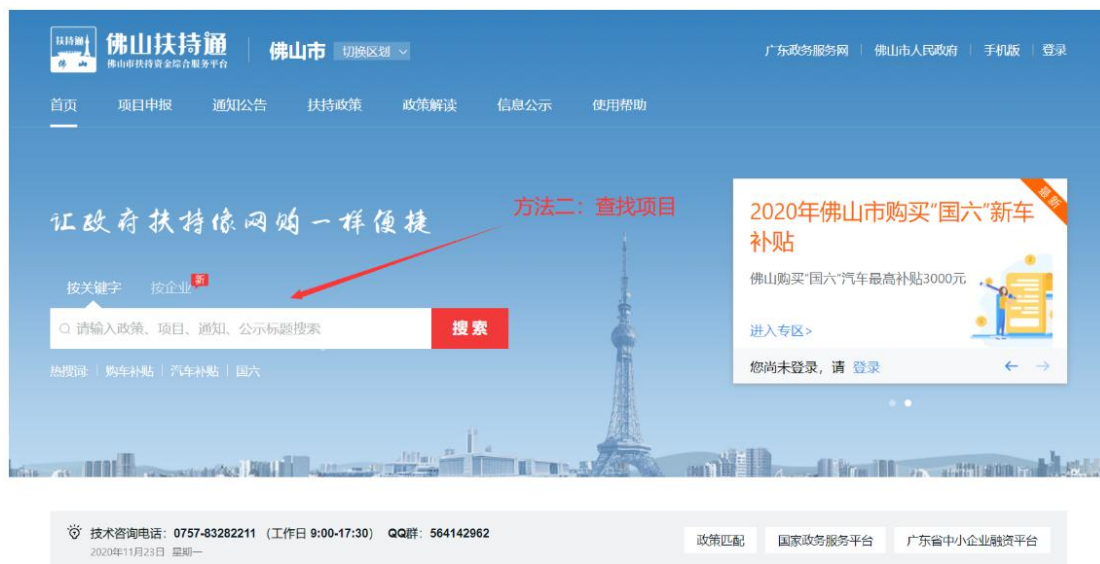 扶持通
佛山
佛山扶持通
佛山市扶持资金综合服务平台
佛山市 切换区划
广东政务服务网 佛山市人民政府 手机版 登录
首页 项目申报 通知公告 扶持政策 政策解读 信息公示 使用帮助
让政府扶持像网购一样便捷
方法二：查找项目
按关键字 按企业 新
请输入政策、项目、通知、公示标题搜索 搜索
热搜词： 购车补贴 汽车补贴 国六
最新
2020年佛山市购买“国六”新车
补贴
佛山购买“国六”汽车最高补贴3000元
进入专区>
您尚未登录，请 登录 ← →
技术咨询电话：0757-83282211 （工作日 9:00-17:30） QQ群：564142962
2020年11月23日 星期一
政策匹配 国家政务服务平台 广东省中小企业融资平台